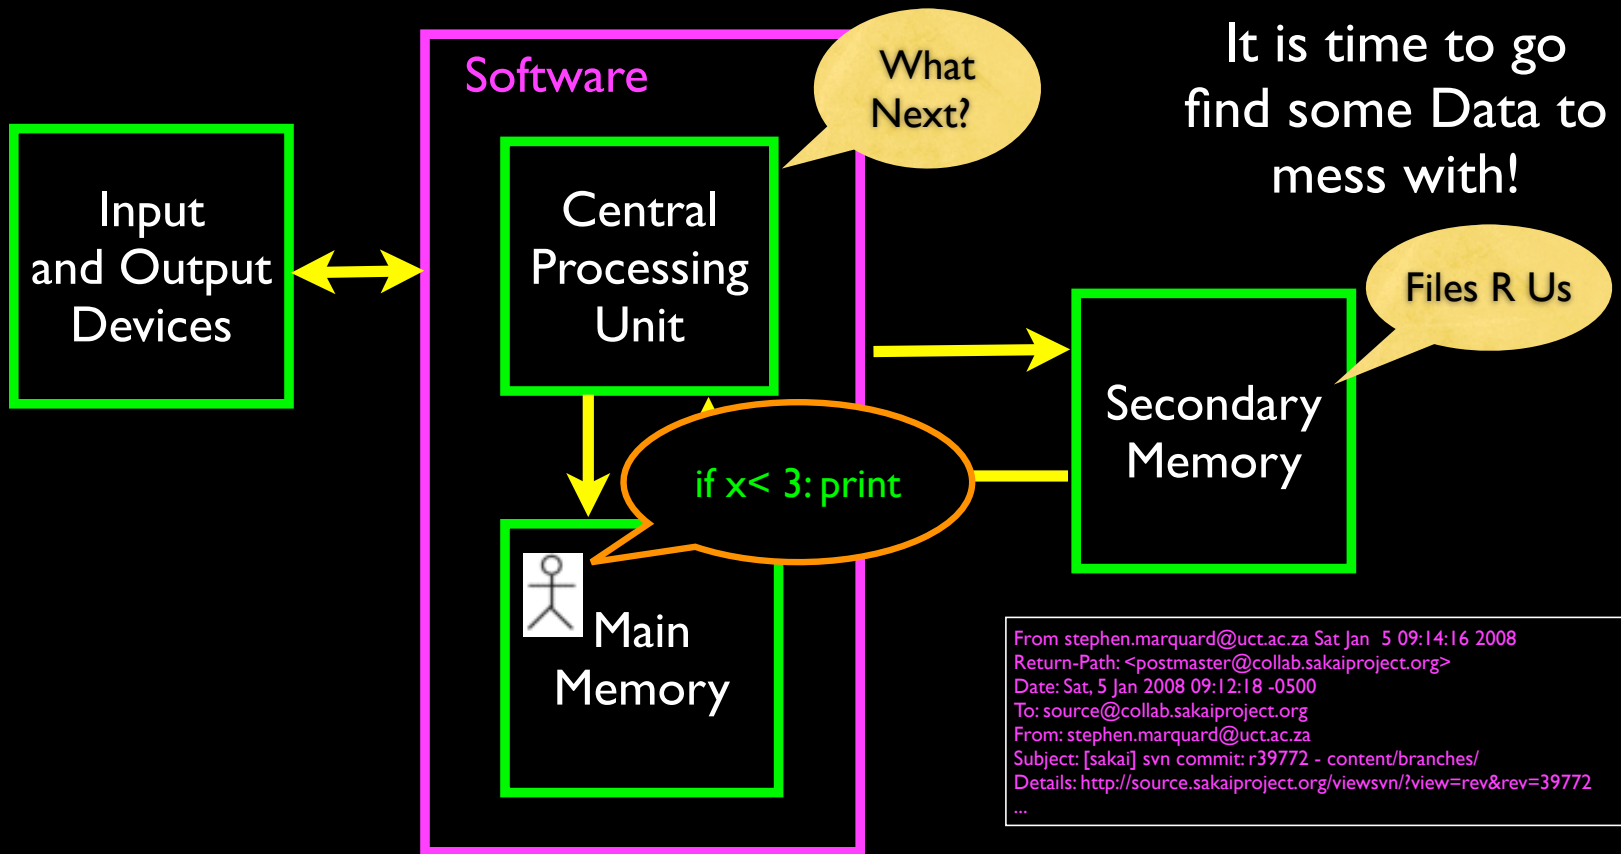 Software
What
Next?
It is time to go
find some Data to
mess with!
Input
and Output
Devices
Central
Processing
Unit
Files R Us
Secondary
Memory
if x< 3: print
Main
Memory
From stephen.marquard@uct.ac.za Sat Jan  5 09:14:16 2008
Return-Path: <postmaster@collab.sakaiproject.org>
Date: Sat, 5 Jan 2008 09:12:18 -0500
To: source@collab.sakaiproject.org
From: stephen.marquard@uct.ac.za
Subject: [sakai] svn commit: r39772 - content/branches/
Details: http://source.sakaiproject.org/viewsvn/?view=rev&rev=39772
...